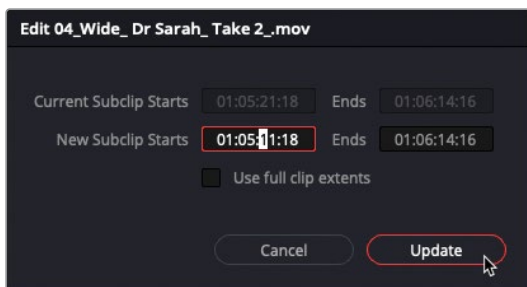 Edit 04_Wide_ Dr Sarah_ Take 2_.mov
Current Subclip Starts 01:05:21:18 Ends 01:06:14:16
New Subclip Starts 01:05:11:18 Ends 01:06:14:16
Use full clip extents
Cancel Update